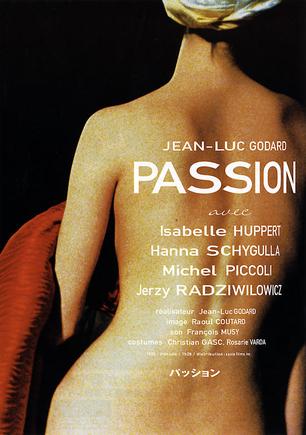 JEAN-LUC GODARD
PASSION
avec
Isabelle HUPPERT
Hanna SCHYGULLA
Michel PICCOLI
Jerzy RADZIWILOWICZ
réalisateur Jean-Luc GODARD
image Raoul COUTARD
son François MUSY
costumes Christian GASC, Rosalie VARDA
パッション